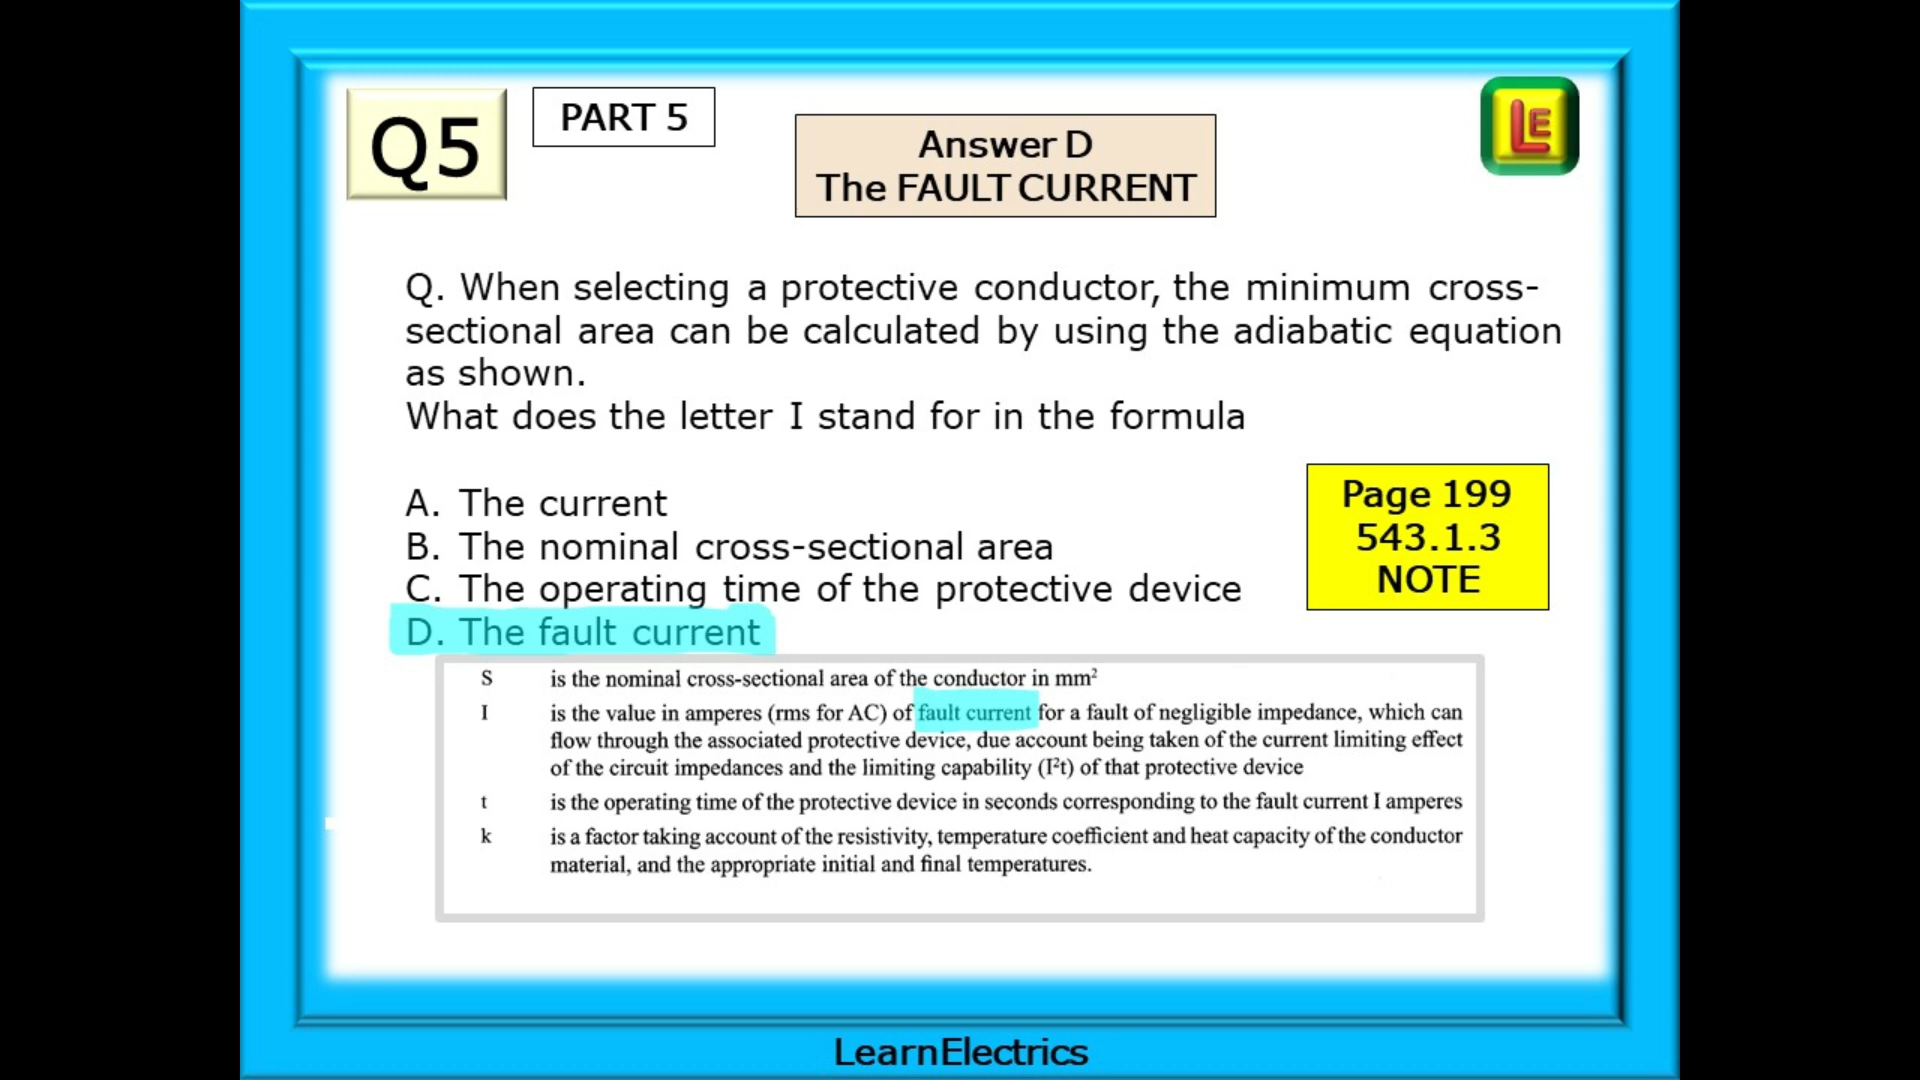 Q5
PART 5
Answer D
The FAULT CURRENT
LE
Q. When selecting a protective conductor, the minimum cross-
sectional area can be calculated by using the adiabatic equation
as shown.
What does the letter I stand for in the formula
A. The current
B. The nominal cross-sectional area
C. The operating time of the protective device
D. The fault current
Page 199
543.1.3
NOTE
S is the nominal cross-sectional area of the conductor in mm²
I is the value in amperes (rms for AC) of fault current for a fault of negligible impedance, which can
flow through the associated protective device, due account being taken of the current limiting effect
of the circuit impedances and the limiting capability (I²t) of that protective device
t is the operating time of the protective device in seconds corresponding to the fault current I amperes
k is a factor taking account of the resistivity, temperature coefficient and heat capacity of the conductor
material, and the appropriate initial and final temperatures.
LearnElectrics